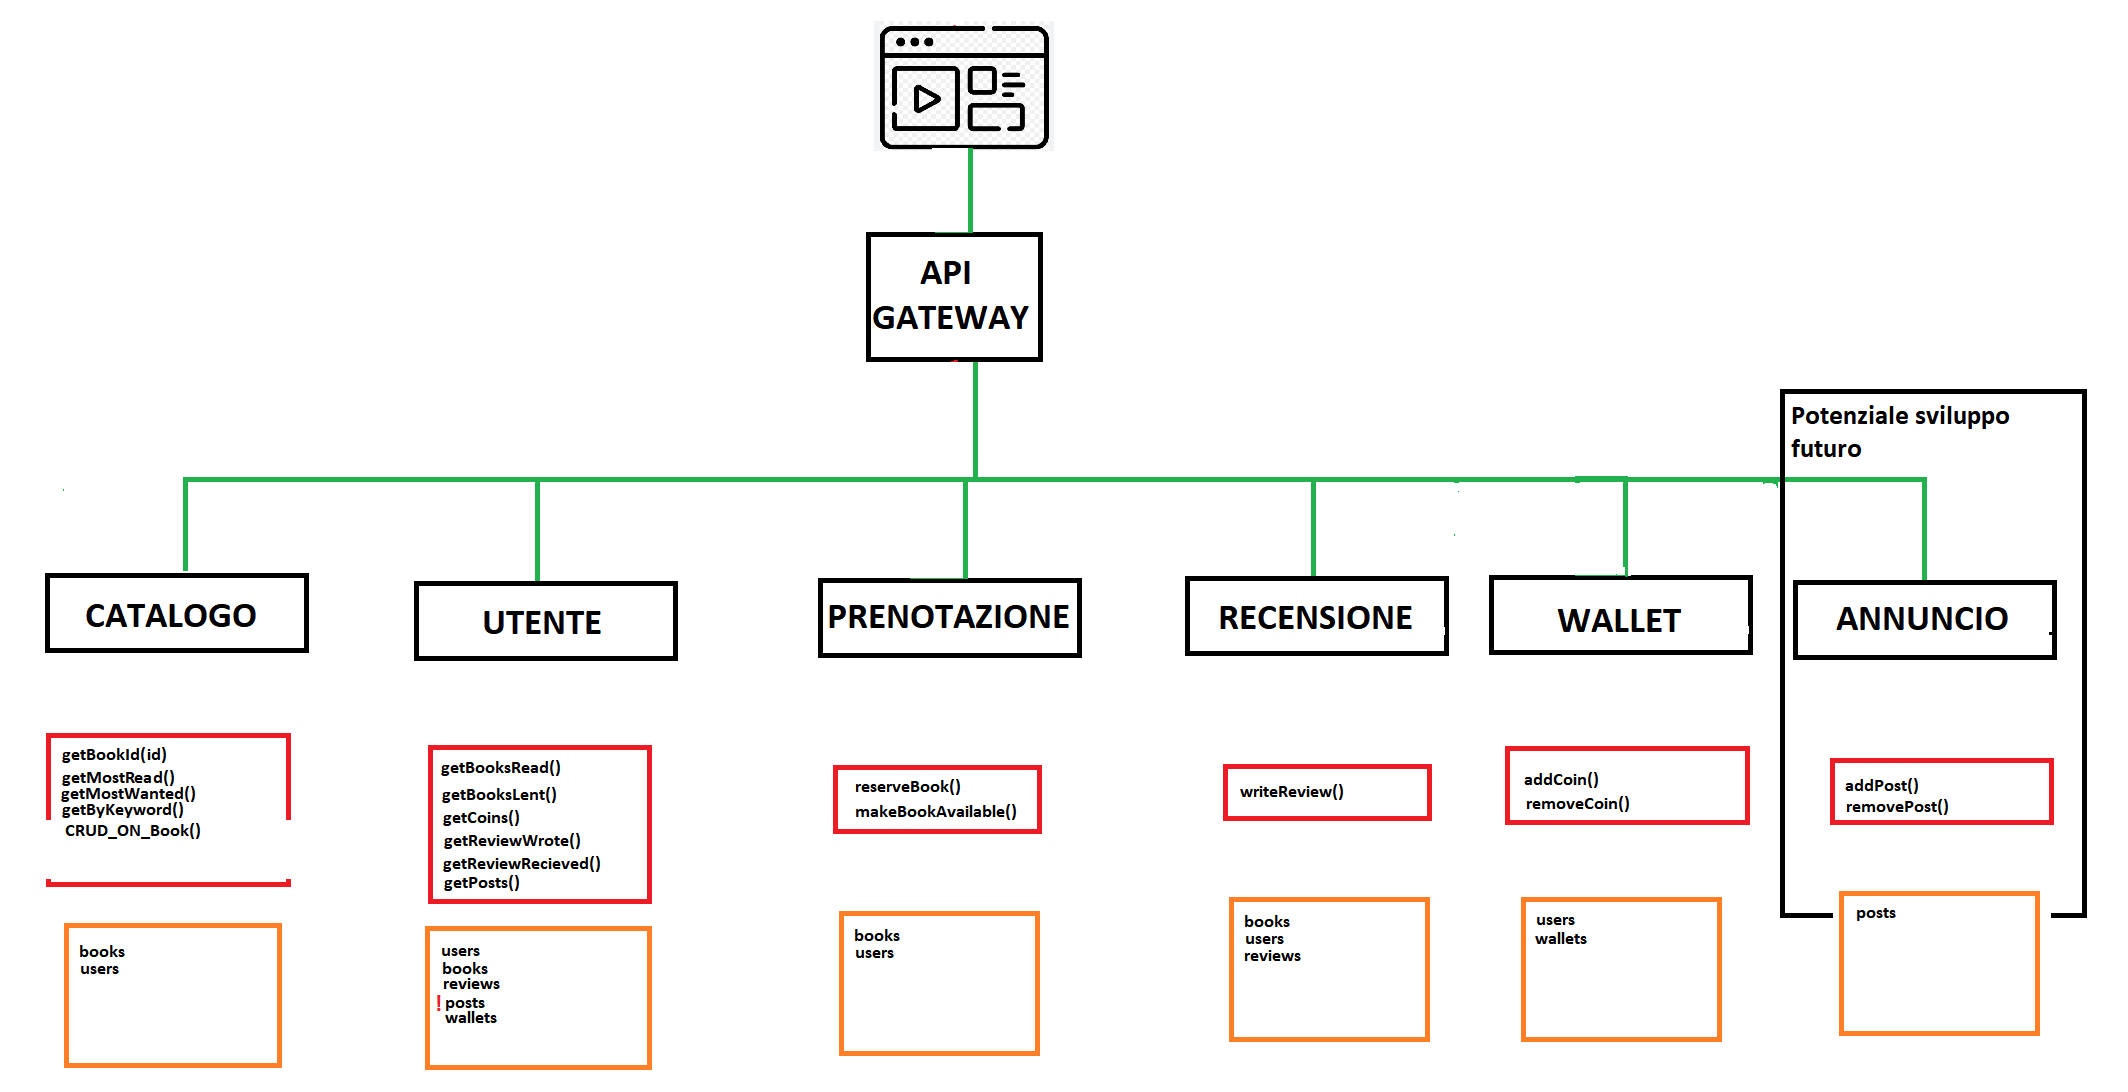 API
GATEWAY
Potenziale sviluppo
futuro
CATALOGO
UTENTE
PRENOTAZIONE
RECENSIONE
WALLET
ANNUNCIO
getBookId(id)
getMostRead()
getMostWanted()
getByKeyword()
CRUD_ON_Book()
getBooksRead()
getBooksLent()
getCoins()
getReviewWrote()
getReviewRecieved()
getPosts()
reserveBook()
makeBookAvailable()
writeReview()
addCoin()
removeCoin()
addPost()
removePost()
books
users
users
books
reviews
! posts
wallets
books
users
books
users
reviews
users
wallets
posts